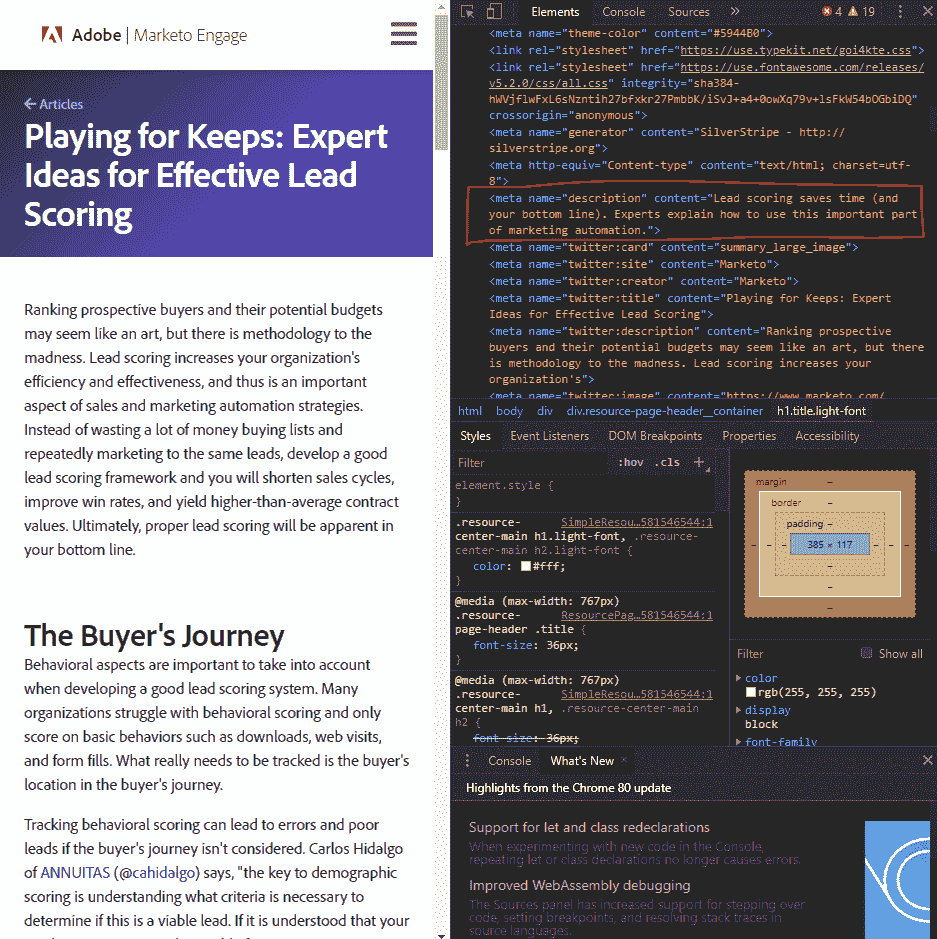 Adobe | Marketo Engage
← Articles
Playing for Keeps: Expert
Ideas for Effective Lead
Scoring
Ranking prospective buyers and their potential budgets
may seem like an art, but there is methodology to the
madness. Lead scoring increases your organization's
efficiency and effectiveness, and thus is an important
aspect of sales and marketing automation strategies.
Instead of wasting a lot of money buying lists and
repeatedly marketing to the same leads, develop a good
lead scoring framework and you will shorten sales cycles,
improve win rates, and yield higher-than-average contract
values. Ultimately, proper lead scoring will be apparent in
your bottom line.
The Buyer's Journey
Behavioral aspects are important to take into account
when developing a good lead scoring system. Many
organizations struggle with behavioral scoring and only
score on basic behaviors such as downloads, web visits,
and form fills. What really needs to be tracked is the buyer's
location in the buyer's journey.
Tracking behavioral scoring can lead to errors and poor
leads if the buyer's journey isn't considered. Carlos Hidalgo
of ANNUITAS (@cahidalgo) says, "the key to demographic
scoring is understanding what criteria is necessary to
determine if this is a viable lead. If it is understood that your
Elements Console Sources » 4 19
<meta name="theme-color" content="#5944B0">
<link rel="stylesheet" href="https://use.typekit.net/goi4kte.css">
<link rel="stylesheet" href="https://use.fontawesome.com/releases/
v5.2.0/css/all.css" integrity="sha384-
crossorigin="anonymous">
<meta name="generator" content="SilverStripe - http://
silverstripe.org">
<meta http-equiv="Content-type" content="text/html; charset=utf-
8">
<meta name="description" content="Lead scoring saves time (and
your bottom line). Experts explain how to use this important part
of marketing automation.">
<meta name="twitter:card" content="summary_large_image">
<meta name="twitter:site" content="Marketo">
<meta name="twitter:creator" content="Marketo">
<meta name="twitter:title" content="Playing for Keeps: Expert
Ideas for Effective Lead Scoring">
<meta name="twitter:description" content="Ranking prospective
buyers and their potential budgets may seem like an art, but there
is methodology to the madness. Lead scoring increases your
organization's">
<meta name="twitter:image" content="https://www.marketo.com/
html body div div.resource-page-header__container h1.title.light-font
Styles Event Listeners DOM Breakpoints Properties Accessibility
Filter :hov .cls +
element.style {
}
.resource- SimpleResou…581546544:1
center-main h1.light-font, .resource-
center-main h2.light-font {
color: #fff;
}
@media (max-width: 767px)
.resource- ResourcePag…581546544:1
page-header .title {
font-size: 36px;
}
@media (max-width: 767px)
.resource- SimpleResou…581546544:1
center-main h1, .resource-center-main
h2 {
font-size: 36px;
margin –
border –
padding –
– – – 385 × 117 – – –
–
–
–
Filter Show all
color
rgb(255, 255, 255)
display
block
font-family
Console What's New ×
Highlights from the Chrome 80 update
Support for let and class redeclarations
When experimenting with new code in the Console,
repeating let or class declarations no longer causes errors.
Improved WebAssembly debugging
The Sources panel has increased support for stepping over
code, setting breakpoints, and resolving stack traces in
source languages.